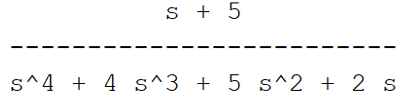 s + 5
-------------------------
s^4 + 4 s^3 + 5 s^2 + 2 s